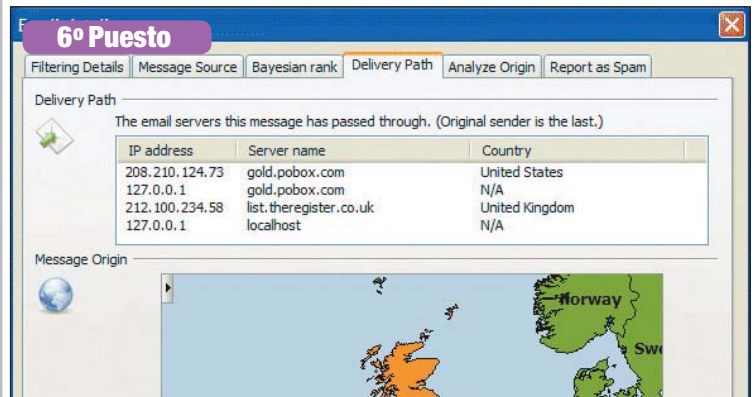 6º Puesto
Filtering Details Message Source Bayesian rank Delivery Path Analyze Origin Report as Spam
Delivery Path
The email servers this message has passed through. (Original sender is the last.)
IP address Server name Country
208.210.124.73 gold.pobox.com United States
127.0.0.1 gold.pobox.com N/A
212.100.234.58 list.theregister.co.uk United Kingdom
127.0.0.1 localhost N/A
Message Origin
Norway
Swe